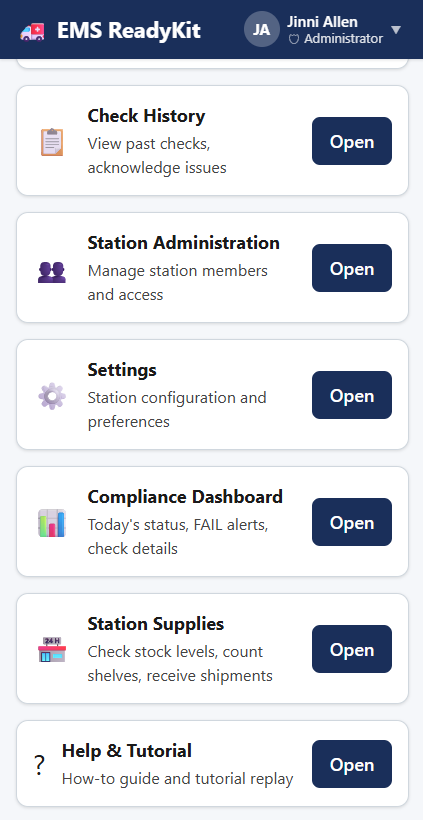 EMS ReadyKit
JA
Jinni Allen
Administrator
Check History
View past checks,
acknowledge issues
Open
Station Administration
Manage station members
and access
Open
Settings
Station configuration and
preferences
Open
Compliance Dashboard
Today's status, FAIL alerts,
check details
Open
24 H
Station Supplies
Check stock levels, count
shelves, receive shipments
Open
?
Help & Tutorial
How-to guide and tutorial replay
Open